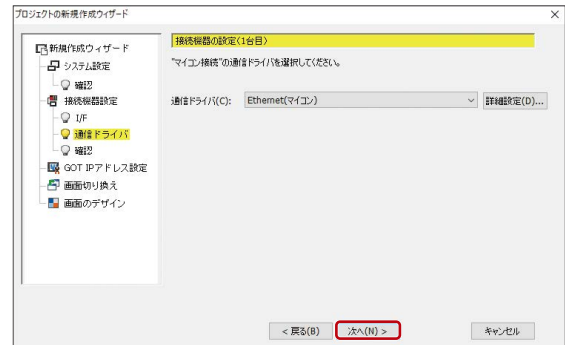 プロジェクトの新規作成ウィザード
新規作成ウィザード
システム設定
確認
接続機器設定
I/F
通信ドライバ
確認
GOT IPアドレス設定
画面切り換え
画面のデザイン
接続機器の設定(1台目)
"マイコン接続"の通信ドライバを選択してください。
通信ドライバ(C): Ethernet(マイコン) 詳細設定(D)...
< 戻る(B) 次へ(N) > キャンセル